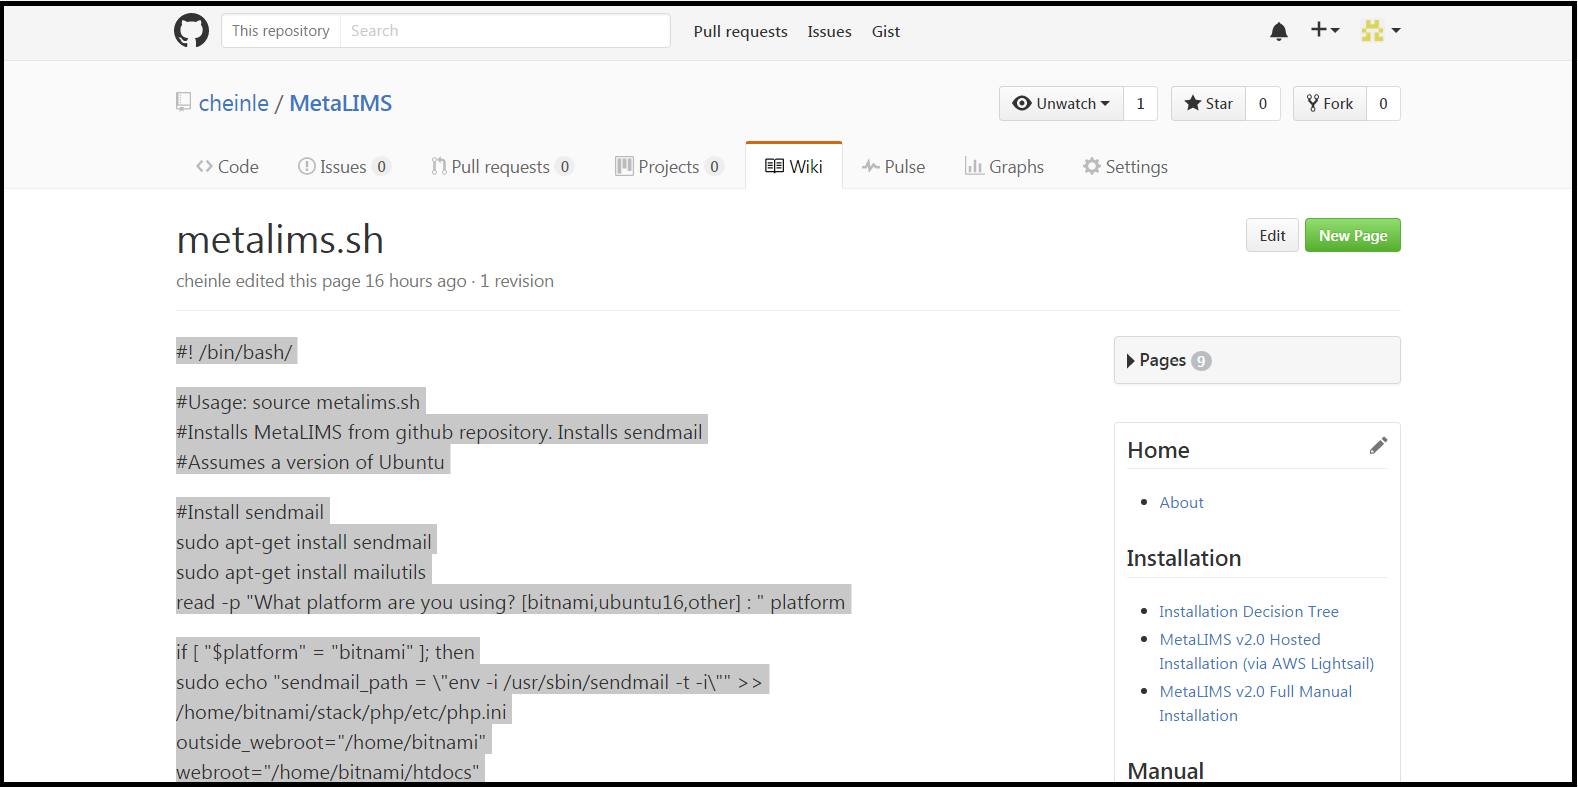 This repository Search Pull requests Issues Gist
cheinle / MetaLIMS Unwatch 1 Star 0 Fork 0
Code Issues 0 Pull requests 0 Projects 0 Wiki Pulse Graphs Settings
metalims.sh
Edit New Page
cheinle edited this page 16 hours ago · 1 revision
#! /bin/bash/
#Usage: source metalims.sh
#Installs MetaLIMS from github repository. Installs sendmail
#Assumes a version of Ubuntu
#Install sendmail
sudo apt-get install sendmail
sudo apt-get install mailutils
read -p "What platform are you using? [bitnami,ubuntu16,other] : " platform
if [ "$platform" = "bitnami" ]; then
sudo echo "sendmail_path = \"env -i /usr/sbin/sendmail -t -i\"" >>
/home/bitnami/stack/php/etc/php.ini
outside_webroot="/home/bitnami"
webroot="/home/bitnami/htdocs"
Pages 9
Home
About
Installation
Installation Decision Tree
MetaLIMS v2.0 Hosted
Installation (via AWS Lightsail)
MetaLIMS v2.0 Full Manual
Installation
Manual